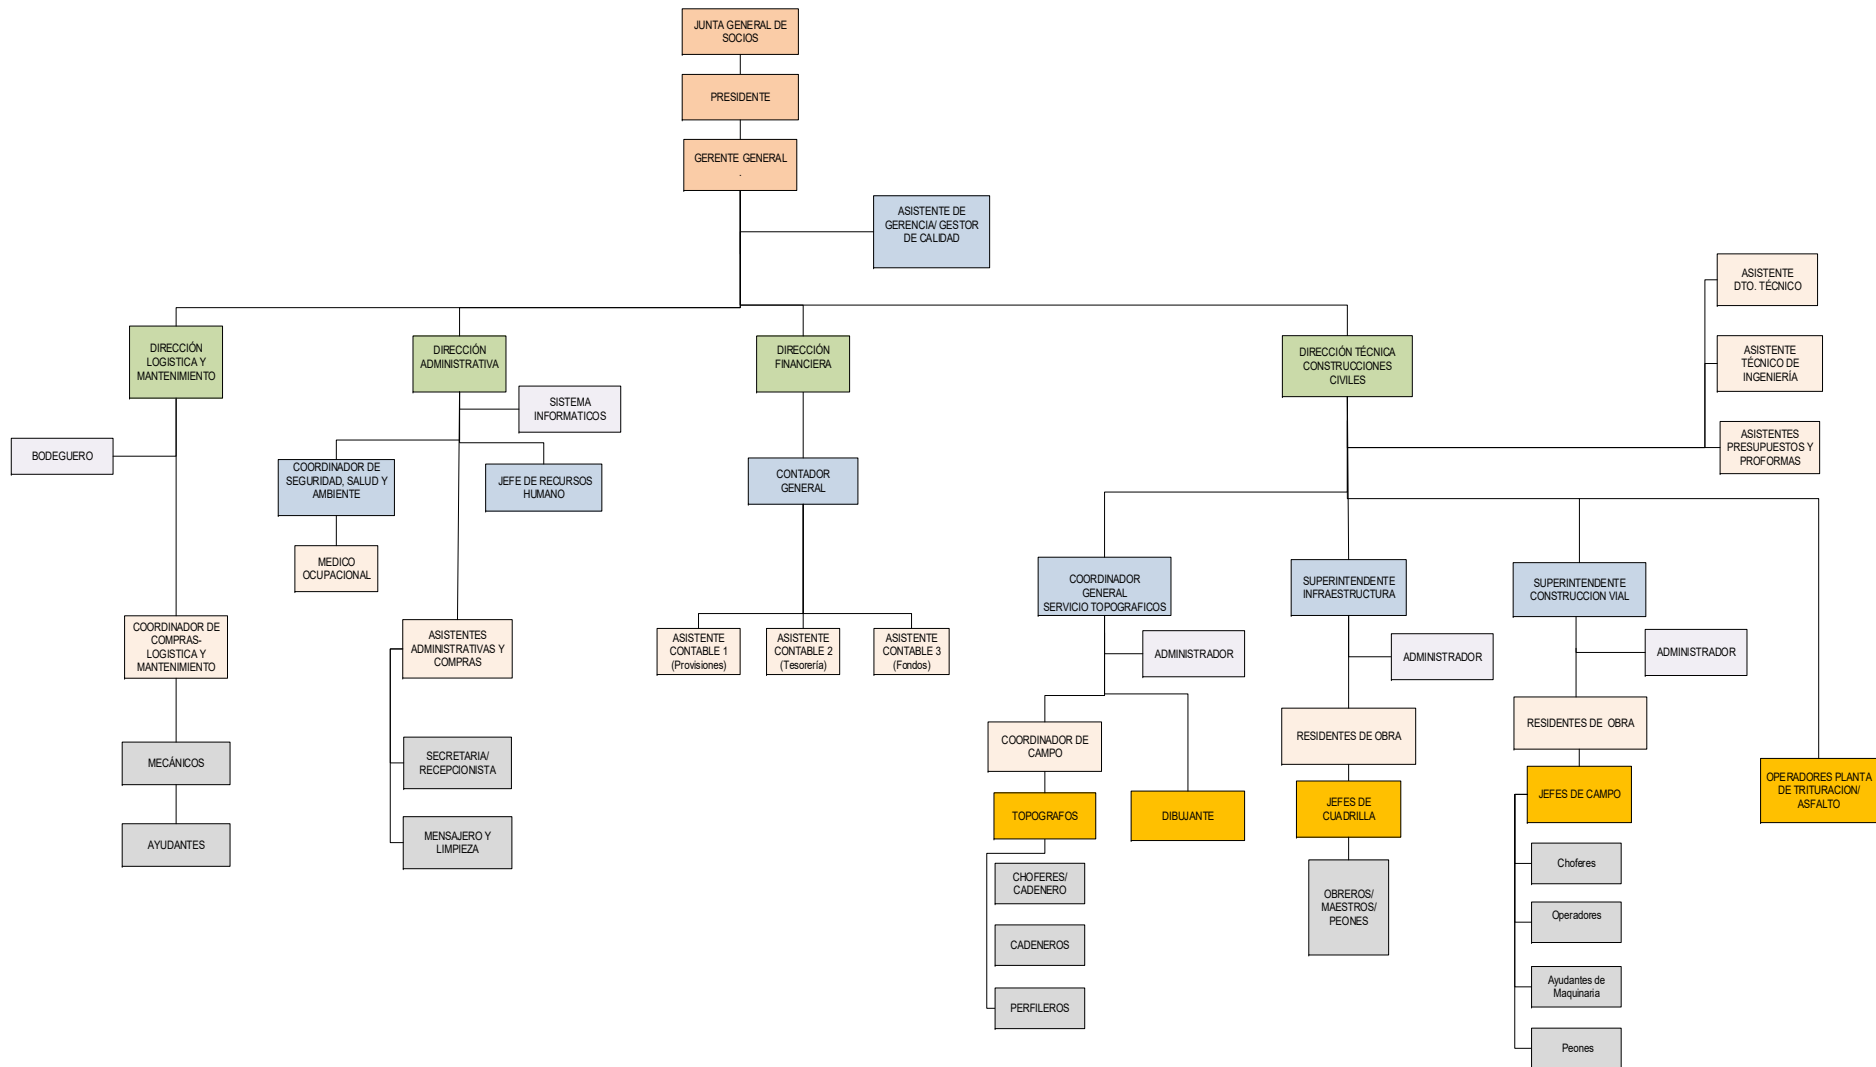 JUNTA GENERAL DE
SOCIOS
PRESIDENTE
GERENTE GENERAL
.
ASISTENTE DE
GERENCIA/ GESTOR
DE CALIDAD
ASISTENTE
DTO. TÉCNICO
ASISTENTE
TÉCNICO DE
INGENIERÍA
ASISTENTES
PRESUPUESTOS Y
PROFORMAS
DIRECCIÓN
LOGISTICA Y
MANTENIMIENTO
DIRECCIÓN
ADMINISTRATIVA
DIRECCIÓN
FINANCIERA
DIRECCIÓN TÉCNICA
CONSTRUCCIONES
CIVILES
BODEGUERO
COORDINADOR DE
COMPRAS-
LOGISTICA Y
MANTENIMIENTO
MECÁNICOS
AYUDANTES
SISTEMA
INFORMATICOS
COORDINADOR DE
SEGURIDAD, SALUD Y
AMBIENTE
JEFE DE RECURSOS
HUMANO
MEDICO
OCUPACIONAL
ASISTENTES
ADMINISTRATIVAS Y
COMPRAS
SECRETARIA/
RECEPCIONISTA
MENSAJERO Y
LIMPIEZA
CONTADOR
GENERAL
ASISTENTE
CONTABLE 1
(Provisiones)
ASISTENTE
CONTABLE 2
(Tesorería)
ASISTENTE
CONTABLE 3
(Fondos)
COORDINADOR
GENERAL
SERVICIO TOPOGRAFICOS
ADMINISTRADOR
COORDINADOR DE
CAMPO
TOPOGRAFOS
DIBUJANTE
CHOFERES/
CADENERO
CADENEROS
PERFILEROS
SUPERINTENDENTE
INFRAESTRUCTURA
ADMINISTRADOR
RESIDENTES DE OBRA
JEFES DE
CUADRILLA
OBREROS/
MAESTROS/
PEONES
SUPERINTENDENTE
CONSTRUCCION VIAL
ADMINISTRADOR
RESIDENTES DE OBRA
JEFES DE CAMPO
Choferes
Operadores
Ayudantes de
Maquinaria
Peones
OPERADORES PLANTA
DE TRITURACION/
ASFALTO